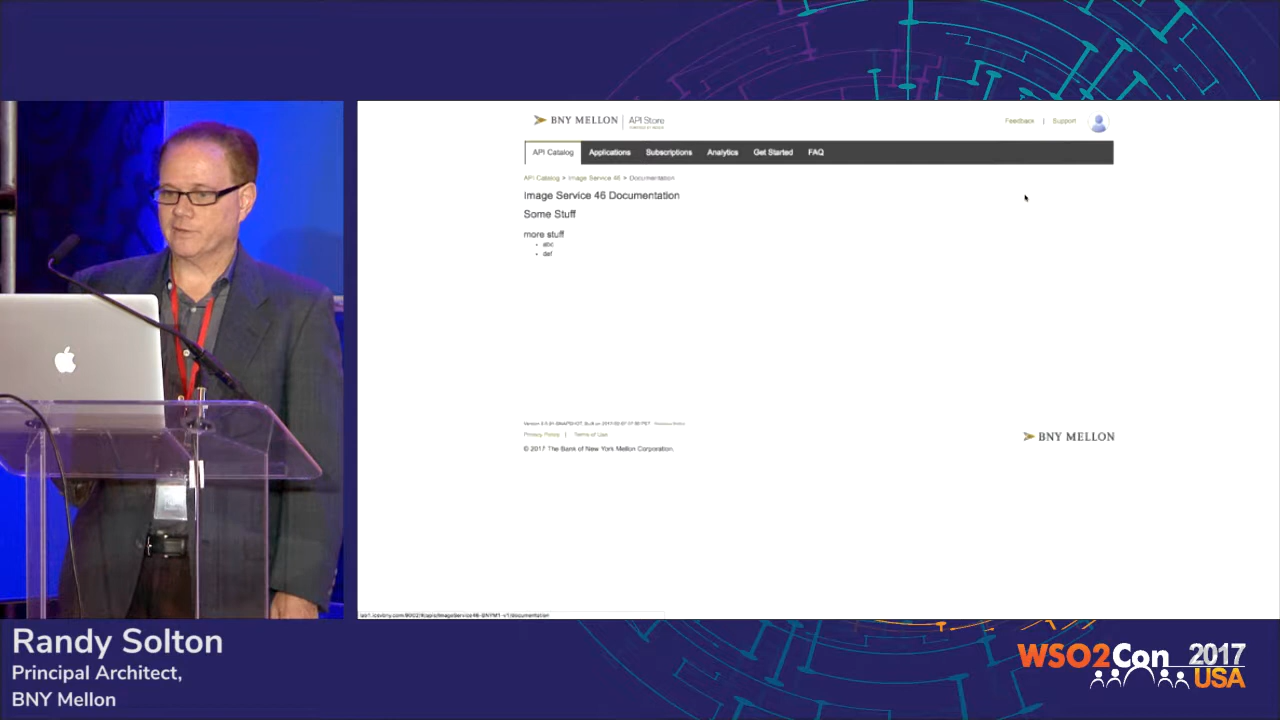 BNY MELLON | API Store
Feedback | Support
API Catalog Applications Subscriptions Analytics Get Started FAQ
API Catalog > Image Service 46 > Documentation
Image Service 46 Documentation
Some Stuff
more stuff
• abc
• def
Privacy Policy | Terms of Use
© 2017 The Bank of New York Mellon Corporation.
BNY MELLON
Randy Solton
Principal Architect,
BNY Mellon
WSO2Con 2017
USA